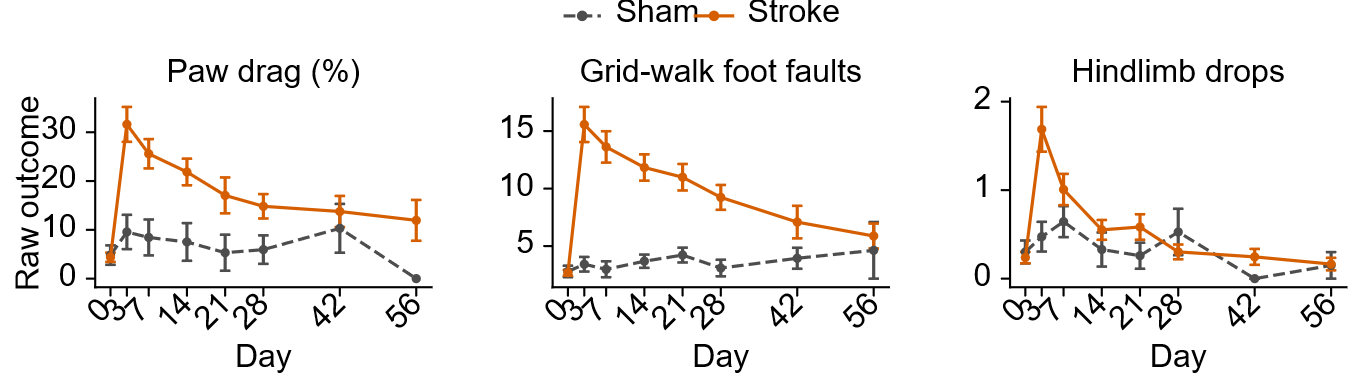 Sham Stroke
Paw drag (%)
Raw outcome
30
20
10
0
0 3 7 14 21 28 42 56
Day
Grid-walk foot faults
15
10
5
0 3 7 14 21 28 42 56
Day
Hindlimb drops
2
1
0
0 3 7 14 21 28 42 56
Day